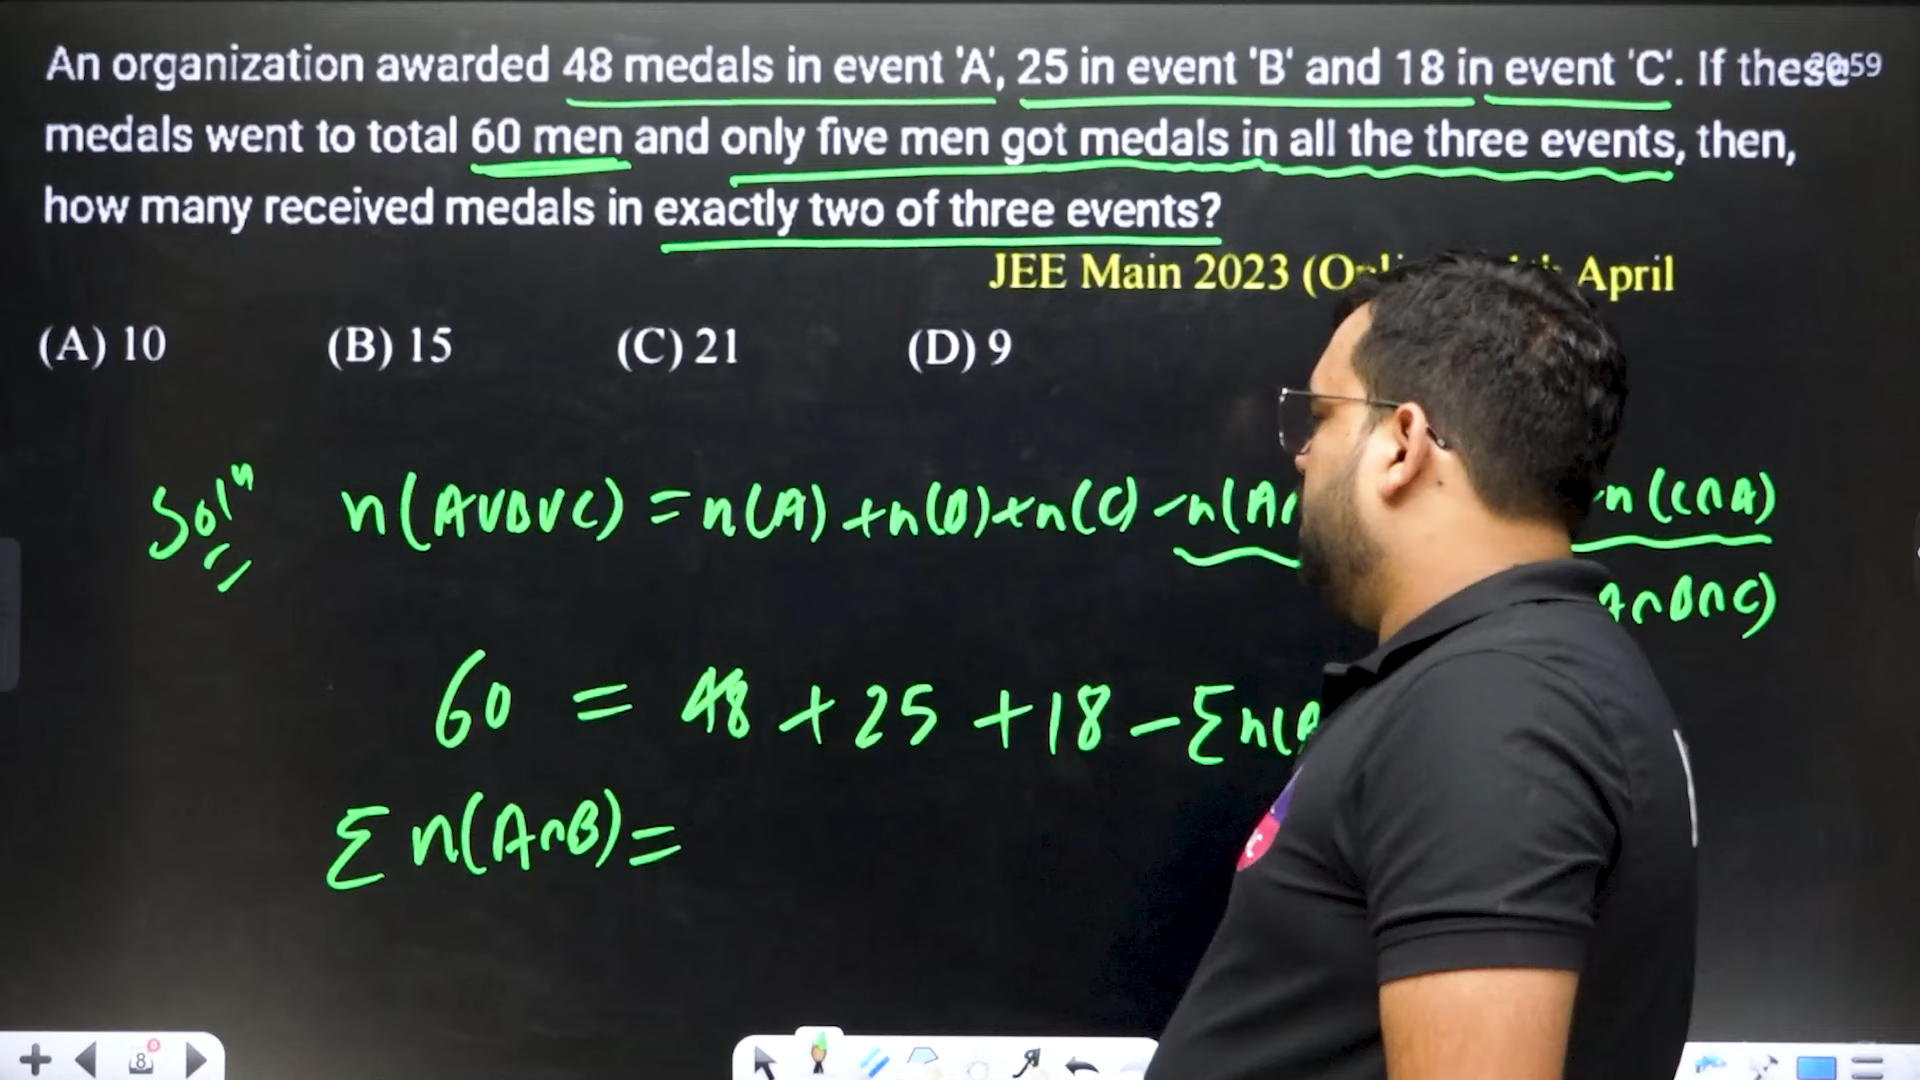 An organization awarded 48 medals in event 'A', 25 in event 'B' and 18 in event 'C'. If these
medals went to total 60 men and only five men got medals in all the three events, then,
how many received medals in exactly two of three events?
JEE Main 2023 (O April
(A) 10 (B) 15 (C) 21 (D) 9
Solⁿ n(A∪B∪C) = n(A) + n(B) + n(C) - n(A n(C∩A)
A∩B∩C)
60 = 48 + 25 + 18 - Σn(A
Σ n(A∩B) =
8